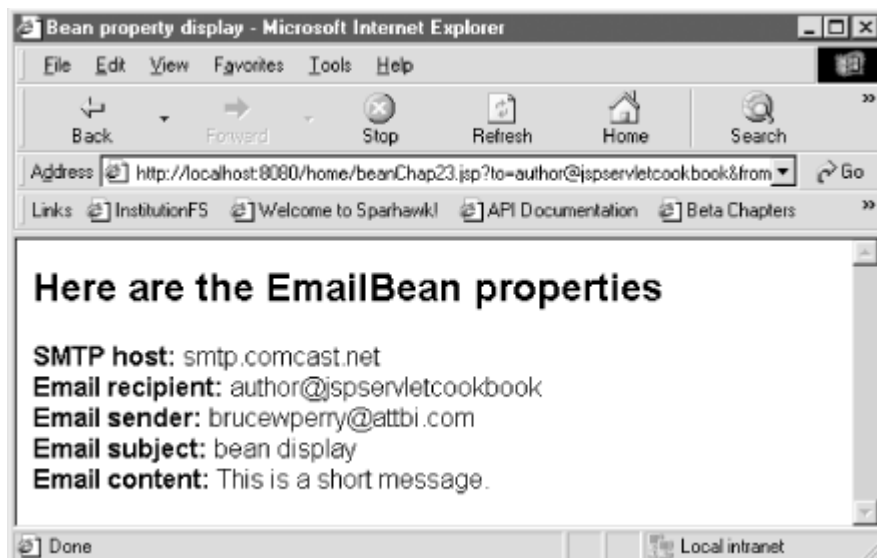 Bean property display - Microsoft Internet Explorer
File Edit View Favorites Tools Help
Back Forward Stop Refresh Home Search »
Address http://localhost:8080/home/beanChap23.jsp?to=author@jspservletcookbook&from Go
Links InstitutionFS Welcome to Sparhawk! API Documentation Beta Chapters »
Here are the EmailBean properties
SMTP host: smtp.comcast.net
Email recipient: author@jspservletcookbook
Email sender: brucewperry@attbi.com
Email subject: bean display
Email content: This is a short message.
Done Local intranet